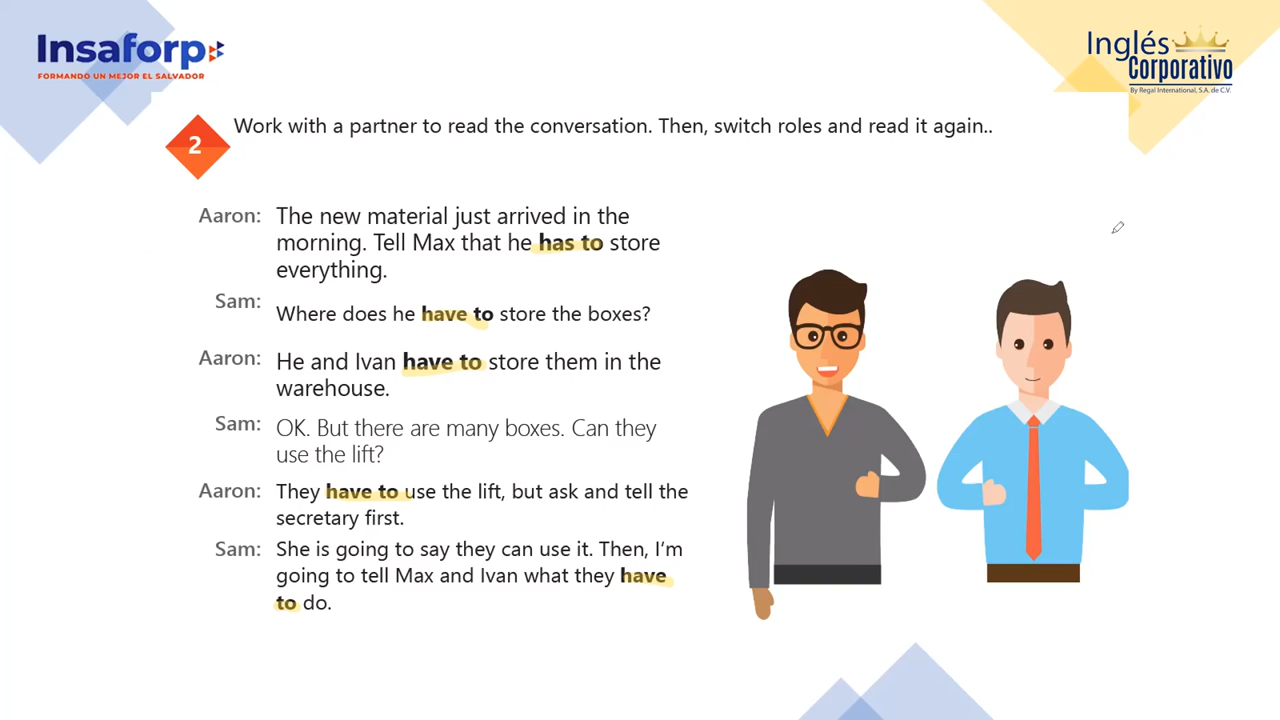 Insaforp
FORMANDO UN MEJOR EL SALVADOR
Inglés
Corporativo
By Regal International, S.A. de C.V.
2
Work with a partner to read the conversation. Then, switch roles and read it again..
Aaron: The new material just arrived in the
morning. Tell Max that he has to store
everything.
Sam: Where does he have to store the boxes?
Aaron: He and Ivan have to store them in the
warehouse.
Sam: OK. But there are many boxes. Can they
use the lift?
Aaron: They have to use the lift, but ask and tell the
secretary first.
Sam: She is going to say they can use it. Then, I'm
going to tell Max and Ivan what they have
to do.